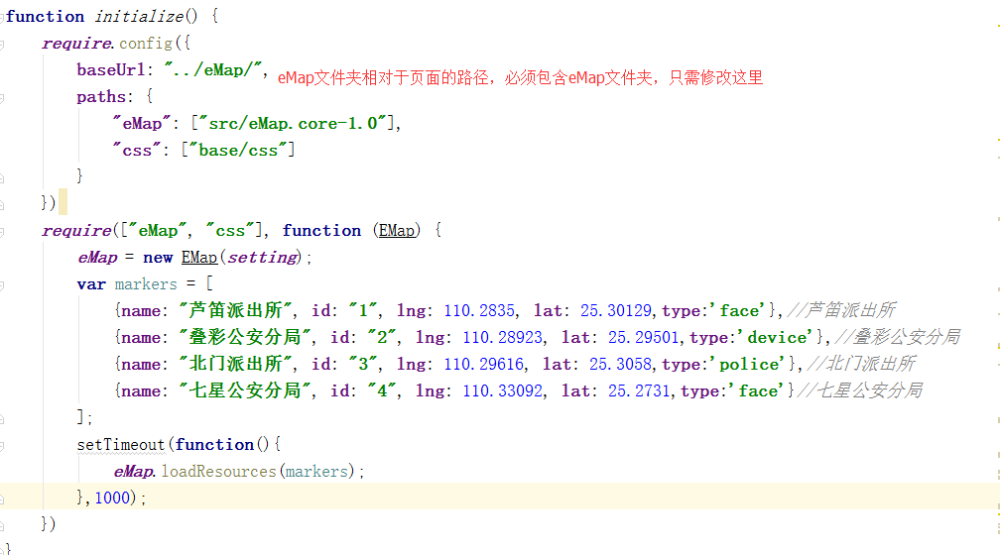 function initialize() {
require.config({
baseUrl: "../eMap/", eMap文件夹相对于页面的路径，必须包含eMap文件夹，只需修改这里
paths: {
"eMap": ["src/eMap.core-1.0"],
"css": ["base/css"]
}
})
require(["eMap", "css"], function (EMap) {
eMap = new EMap(setting);
var markers = [
{name: "芦笛派出所", id: "1", lng: 110.2835, lat: 25.30129,type:'face'},//芦笛派出所
{name: "叠彩公安分局", id: "2", lng: 110.28923, lat: 25.29501,type:'device'},//叠彩公安分局
{name: "北门派出所", id: "3", lng: 110.29616, lat: 25.3058,type:'police'},//北门派出所
{name: "七星公安分局", id: "4", lng: 110.33092, lat: 25.2731,type:'face'}//七星公安分局
];
setTimeout(function(){
eMap.loadResources(markers);
},1000);
})
}